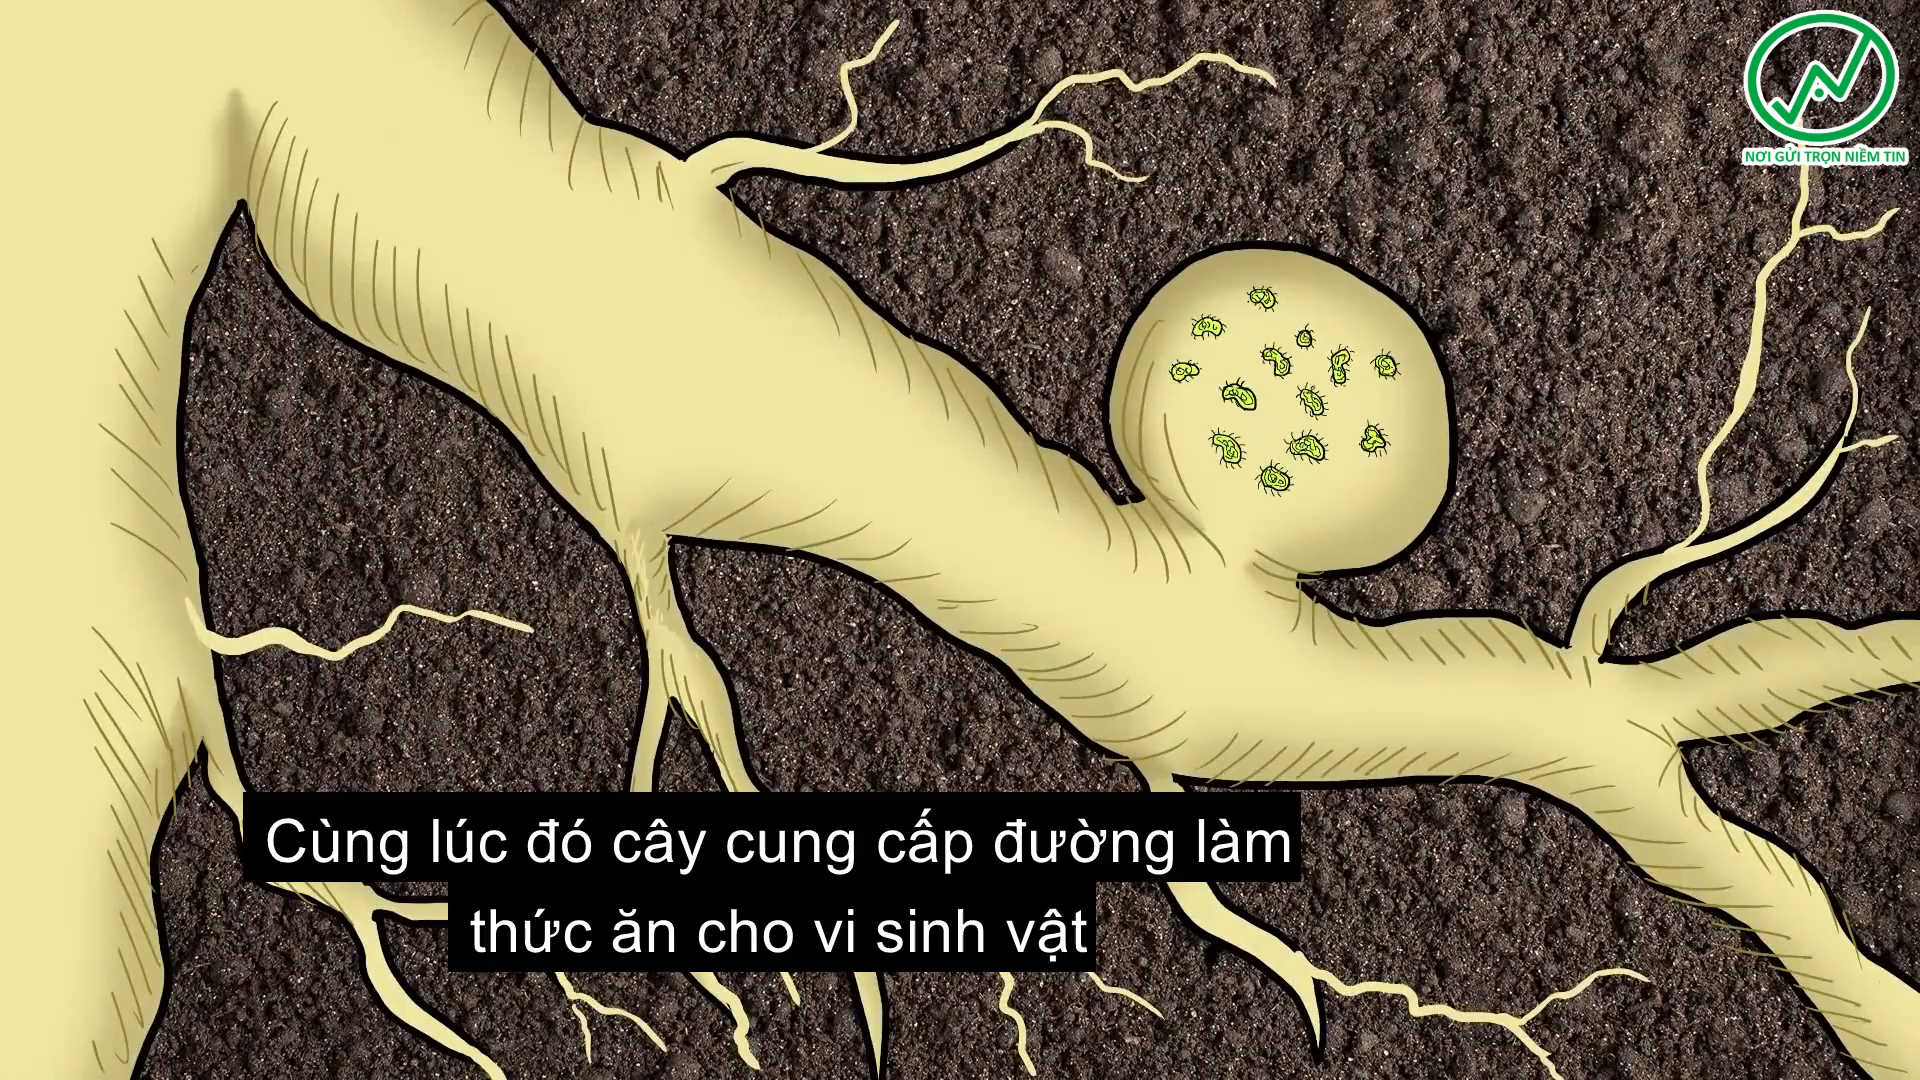 NƠI GỬI TRỌN NIỀM TIN
Cùng lúc đó cây cung cấp đường làm
thức ăn cho vi sinh vật